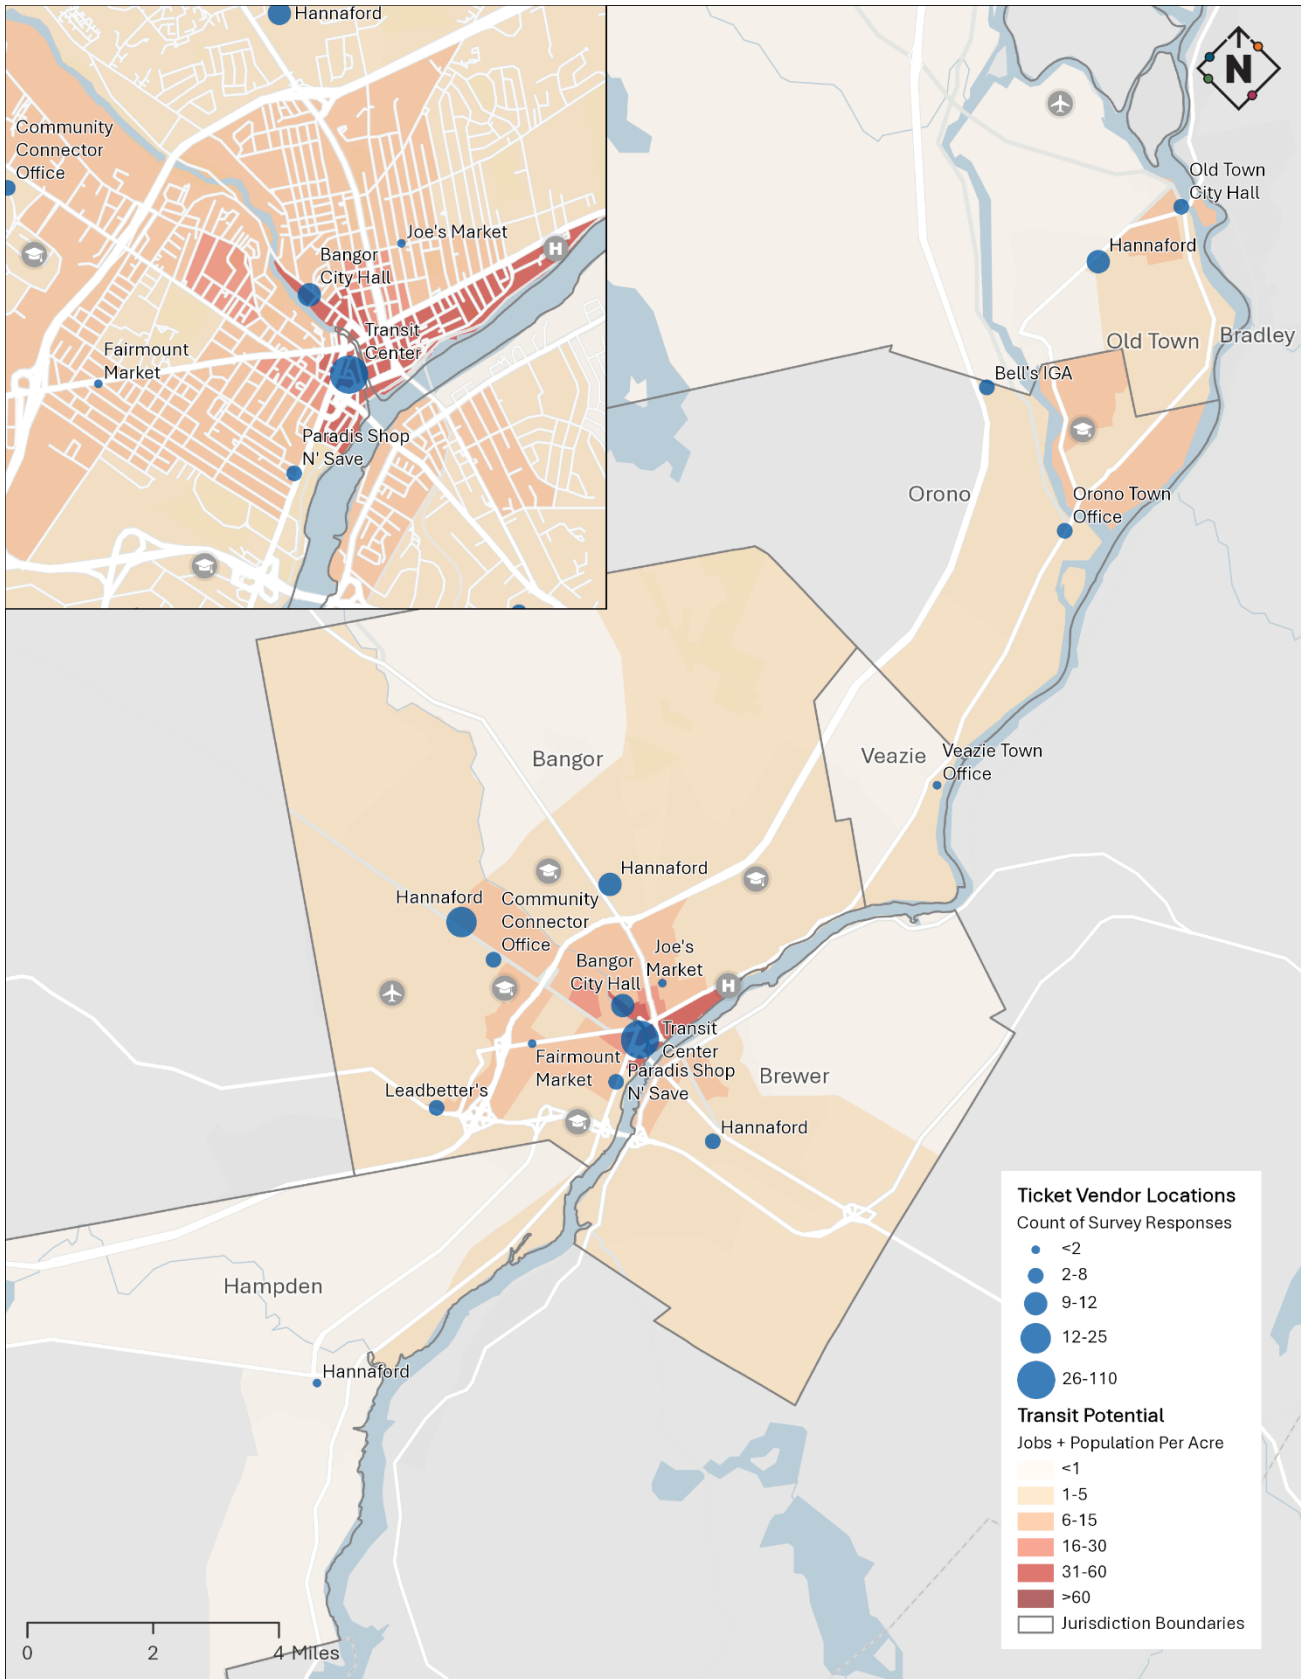 Hannaford
Community
Connector
Office
Joe's Market
H
Bangor
City Hall
Transit
Center
Fairmount
Market
Paradis Shop
N' Save
N
Old Town
City Hall
Hannaford
Old Town
Bradley
Bell's IGA
Orono
Orono Town
Office
Bangor
Veazie
Veazie Town
Office
Hannaford
Hannaford
Community
Connector
Office
Joe's
Market
Bangor
City Hall
H
Transit
Center
Fairmount
Market
Paradis Shop
N' Save
Brewer
Leadbetter's
Hannaford
Hampden
Hannaford
Ticket Vendor Locations
Count of Survey Responses
<2
2-8
9-12
12-25
26-110
Transit Potential
Jobs + Population Per Acre
<1
1-5
6-15
16-30
31-60
>60
Jurisdiction Boundaries
0 2 4 Miles